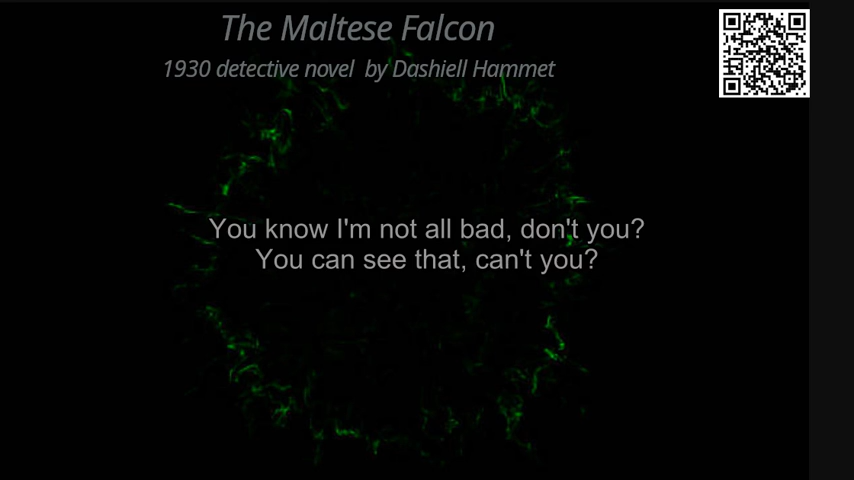 The Maltese Falcon
1930 detective novel by Dashiell Hammet
You know I'm not all bad, don't you?
You can see that, can't you?